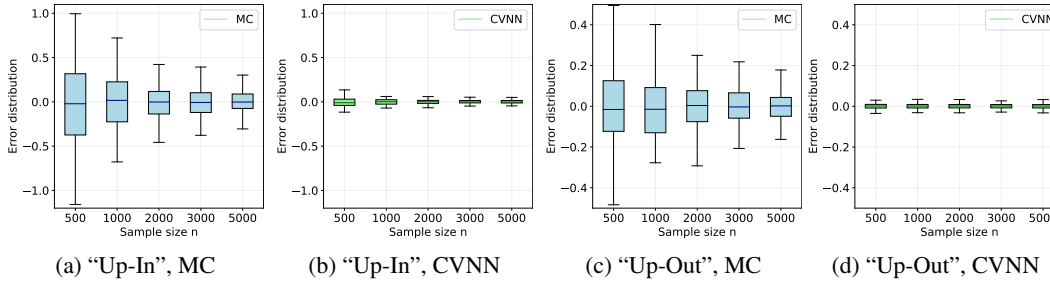 MC
1.0
0.5
0.0
−0.5
−1.0
Error distribution
500 1000 2000 3000 5000
Sample size n
(a) “Up-In”, MC
CVNN
1.0
0.5
0.0
−0.5
−1.0
Error distribution
500 1000 2000 3000 5000
Sample size n
(b) “Up-In”, CVNN
MC
0.4
0.2
0.0
−0.2
−0.4
Error distribution
500 1000 2000 3000 5000
Sample size n
(c) “Up-Out”, MC
CVNN
0.4
0.2
0.0
−0.2
−0.4
Error distribution
500 1000 2000 3000 5000
Sample size n
(d) “Up-Out”, CVNN